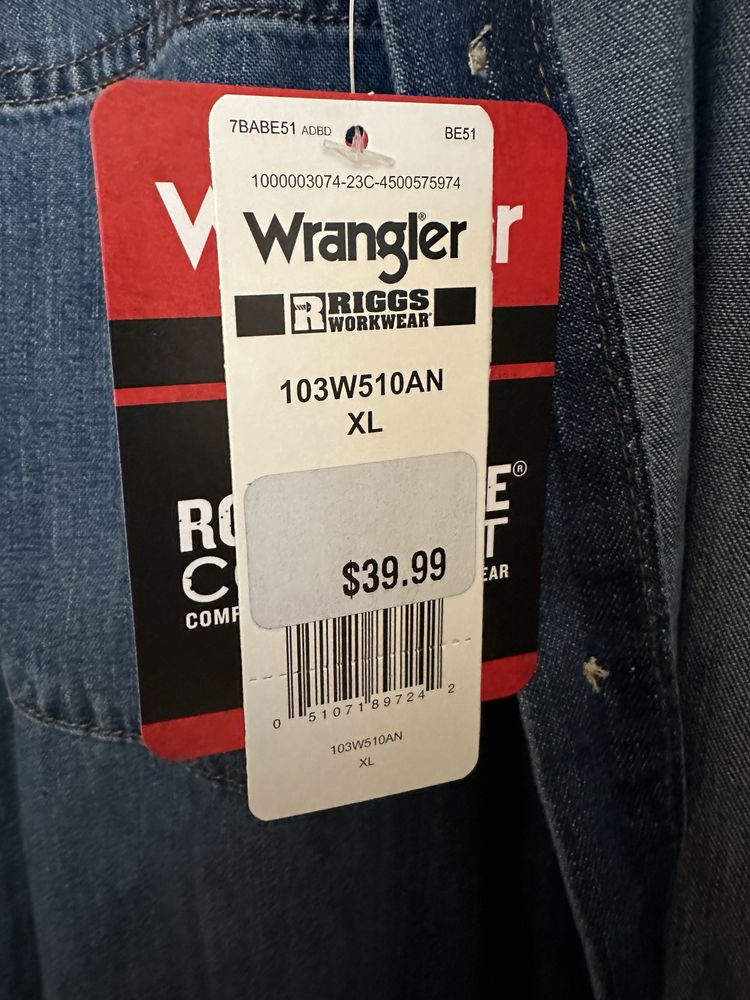 7BABE51 ADBD BE51
1000003074-23C-4500575974
Wrangler®
R RIGGS
WORKWEAR®
103W510AN
XL
$39.99
0 51071 89724 2
103W510AN
XL